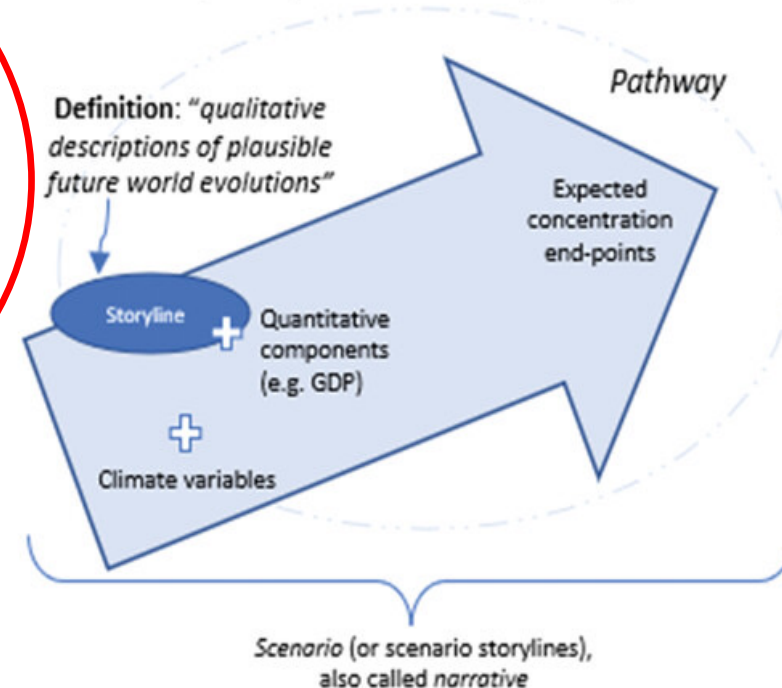 Pathway
Definition: “qualitative
descriptions of plausible
future world evolutions”
Expected
concentration
end-points
Storyline
Quantitative
components
(e.g. GDP)
Climate variables
Scenario (or scenario storylines),
also called narrative